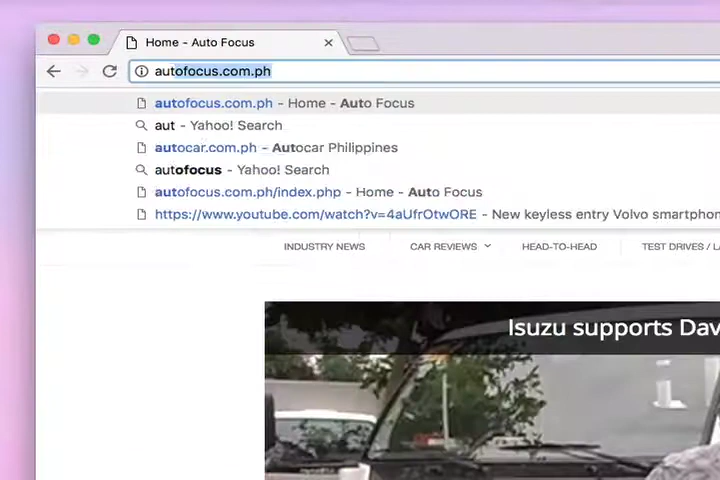 Home - Auto Focus
autofocus.com.ph
autofocus.com.ph - Home - Auto Focus
aut - Yahoo! Search
autocar.com.ph - Autocar Philippines
autofocus - Yahoo! Search
autofocus.com.ph/index.php - Home - Auto Focus
https://www.youtube.com/watch?v=4aUfrOtwORE - New keyless entry Volvo smartphon
INDUSTRY NEWS CAR REVIEWS HEAD-TO-HEAD TEST DRIVES / LA
Isuzu supports Dav